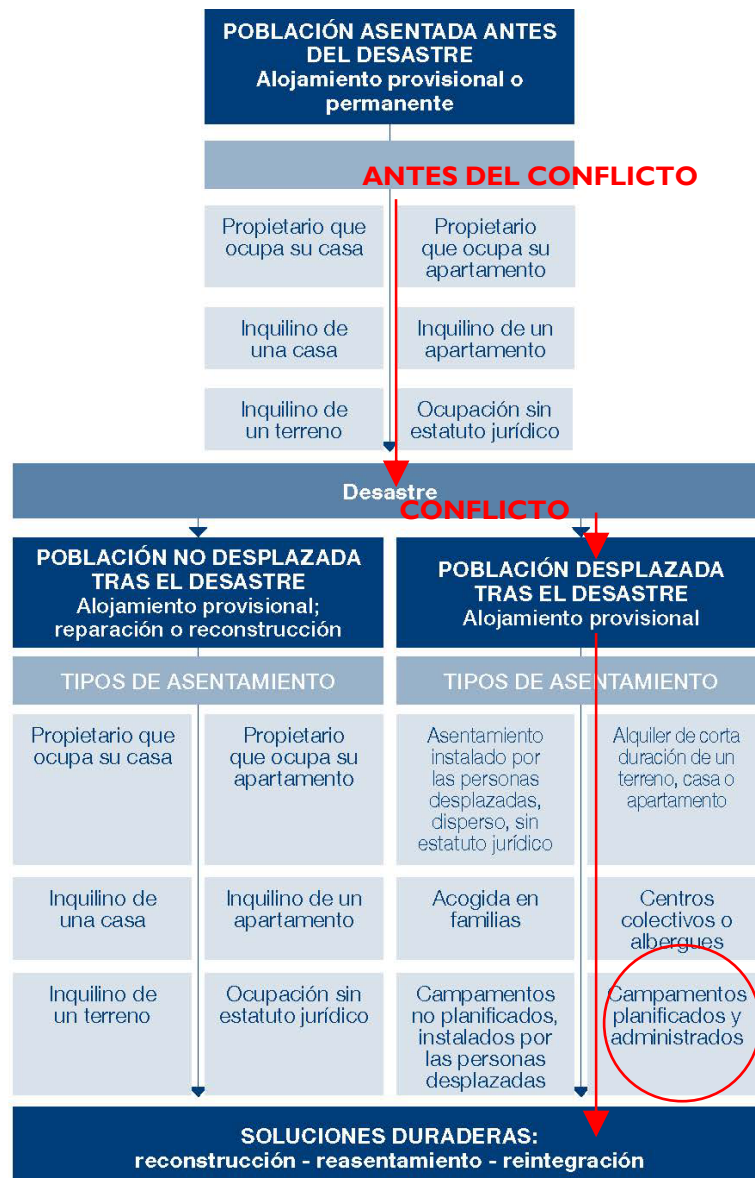 POBLACIÓN ASENTADA ANTES
DEL DESASTRE
Alojamiento provisional o
permanente
ANTES DEL CONFLICTO
Propietario que
ocupa su casa
Propietario
que ocupa su
apartamento
Inquilino de
una casa
Inquilino de un
apartamento
Inquilino de
un terreno
Ocupación sin
estatuto jurídico
Desastre
CONFLICTO
POBLACIÓN NO DESPLAZADA
TRAS EL DESASTRE
Alojamiento provisional;
reparación o reconstrucción
POBLACIÓN DESPLAZADA
TRAS EL DESASTRE
Alojamiento provisional
TIPOS DE ASENTAMIENTO
TIPOS DE ASENTAMIENTO
Propietario que
ocupa su casa
Propietario
que ocupa su
apartamento
Asentamiento
instalado por
las personas
desplazadas,
disperso, sin
estatuto jurídico
Alquiler de corta
duración de un
terreno, casa o
apartamento
Inquilino de
una casa
Inquilino de un
apartamento
Acogida en
familias
Centros
colectivos o
albergues
Inquilino de
un terreno
Ocupación sin
estatuto jurídico
Campamentos
no planificados,
instalados por
las personas
desplazadas
Campamentos
planificados y
administrados
SOLUCIONES DURADERAS:
reconstrucción - reasentamiento - reintegración